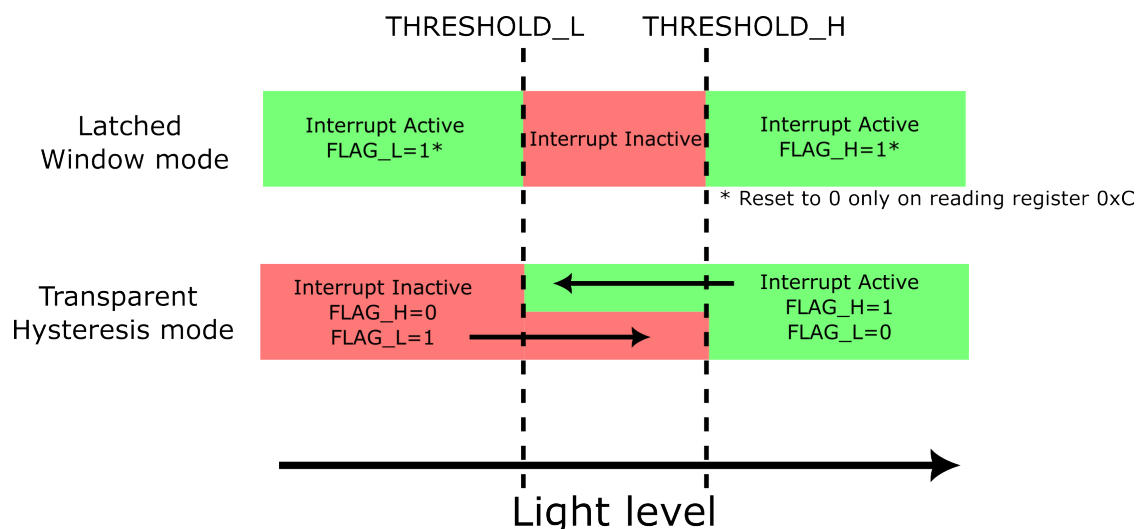 THRESHOLD_L
THRESHOLD_H
Latched
Window mode
Interrupt Active
FLAG_L=1*
Interrupt Inactive
Interrupt Active
FLAG_H=1*
* Reset to 0 only on reading register 0xC
Transparent
Hysteresis mode
Interrupt Inactive
FLAG_H=0
FLAG_L=1
Interrupt Active
FLAG_H=1
FLAG_L=0
Light level